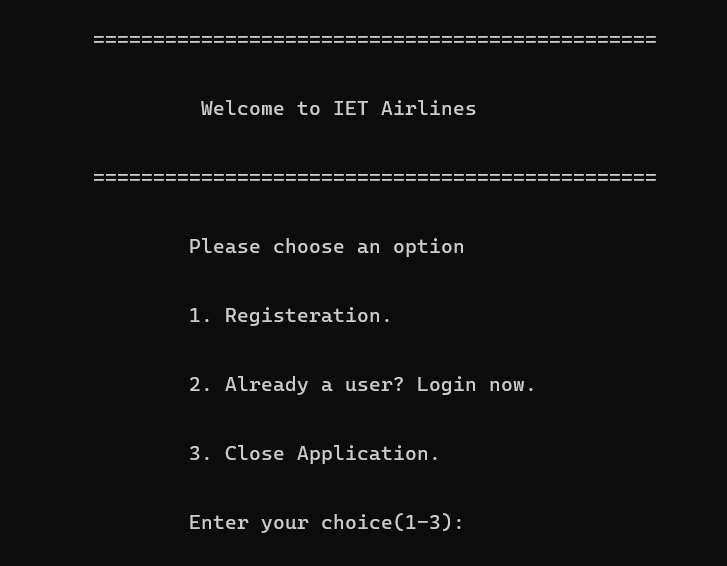 ===============================================
Welcome to IET Airlines
===============================================
Please choose an option
1. Registeration.
2. Already a user? Login now.
3. Close Application.
Enter your choice(1-3):